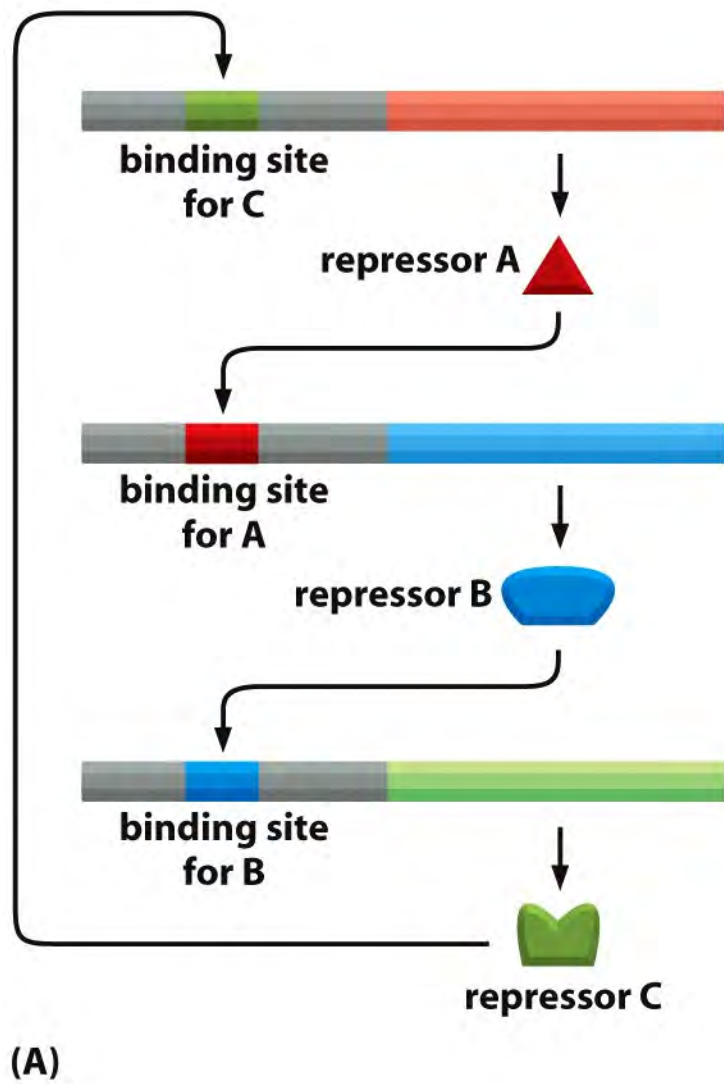 binding site
for C
repressor A
binding site
for A
repressor B
binding site
for B
repressor C
(A)